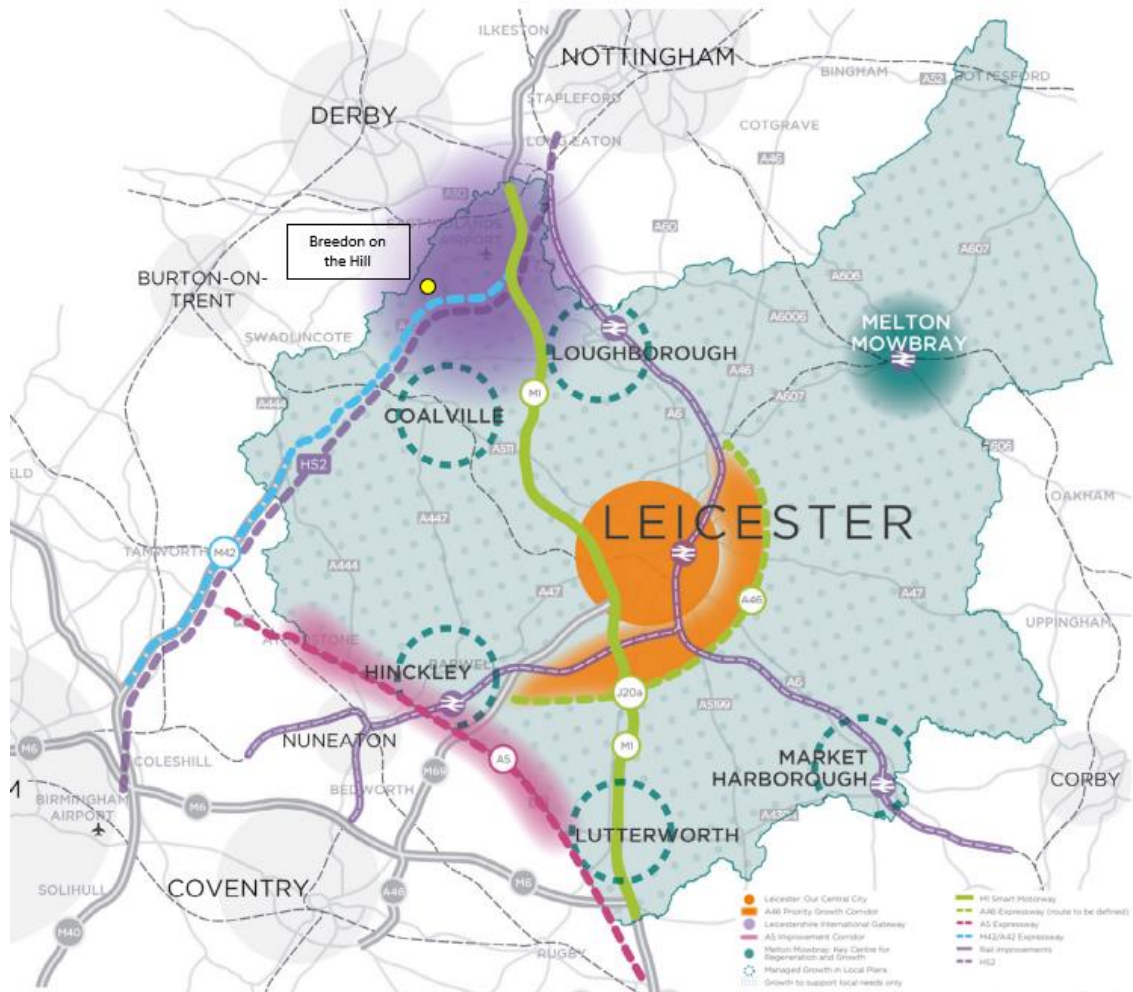 ILKESTON
NOTTINGHAM
BINGHAM
A52
BOTTESFORD
STAPLEFORD
DERBY
LONG EATON
COTGRAVE
A46
A50
EAST MIDLANDS
AIRPORT
A60
A607
Breedon on
the Hill
A606
BURTON-ON-
TRENT
A6006
MELTON
MOWBRAY
SWADLINCOTE
LOUGHBOROUGH
A46
M1
A607
A444
COALVILLE
A6
A511
A606
HS2
OAKHAM
LEICESTER
A447
TAMWORTH
M42
A444
A47
A46
A47
UPPINGHAM
ATHERSTONE
BARWELL
HINCKLEY
A6
J20a
A5199
NUNEATON
M1
M6
COLESHILL
A5
M69
MARKET
HARBOROUGH
CORBY
BEDWORTH
M6
BIRMINGHAM
AIRPORT
LUTTERWORTH
SOLIHULL
COVENTRY
A46
M6
M40
RUGBY
Leicester: Our Central City
A46 Priority Growth Corridor
Leicestershire International Gateway
A5 Improvement Corridor
Melton Mowbray: Key Centre for
Regeneration and Growth
Managed Growth in Local Plans
Growth to support local needs only
M1 Smart Motorway
A46 Expressway (route to be defined)
A5 Expressway
M42/A42 Expressway
Rail improvements
HS2